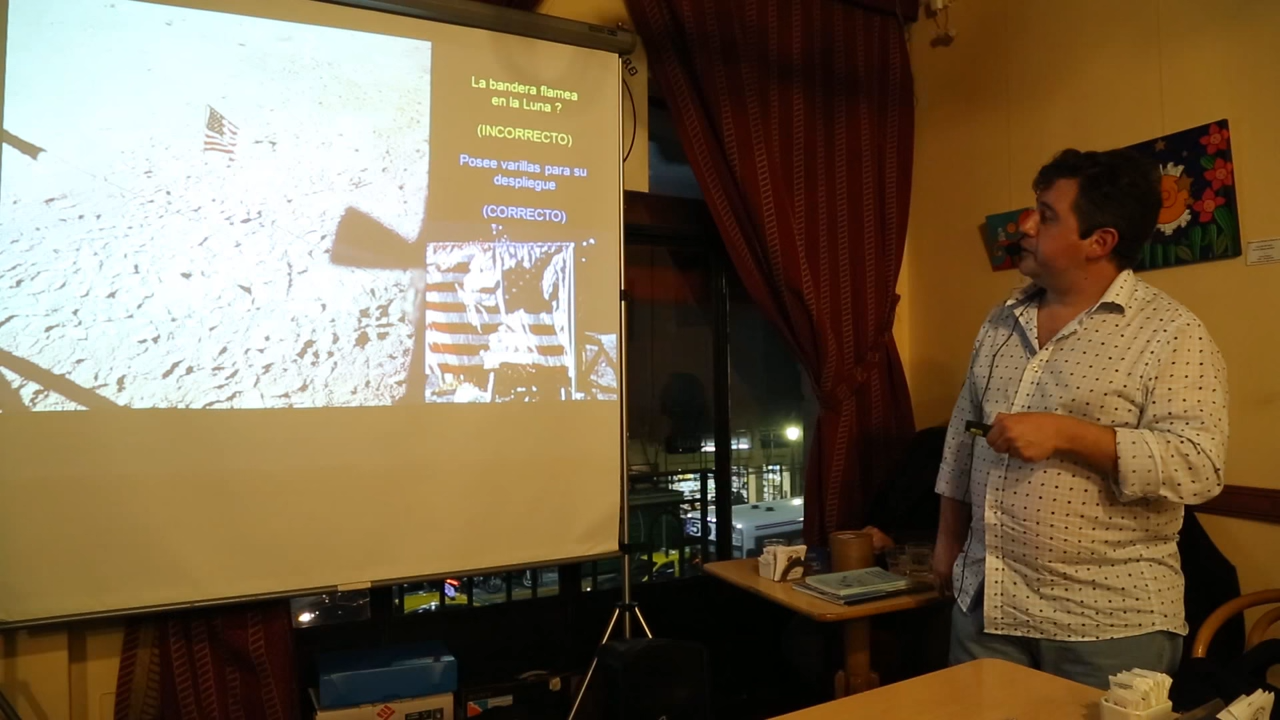 La bandera flamea
en la Luna ?
(INCORRECTO)
Posee varillas para su
despliegue
(CORRECTO)